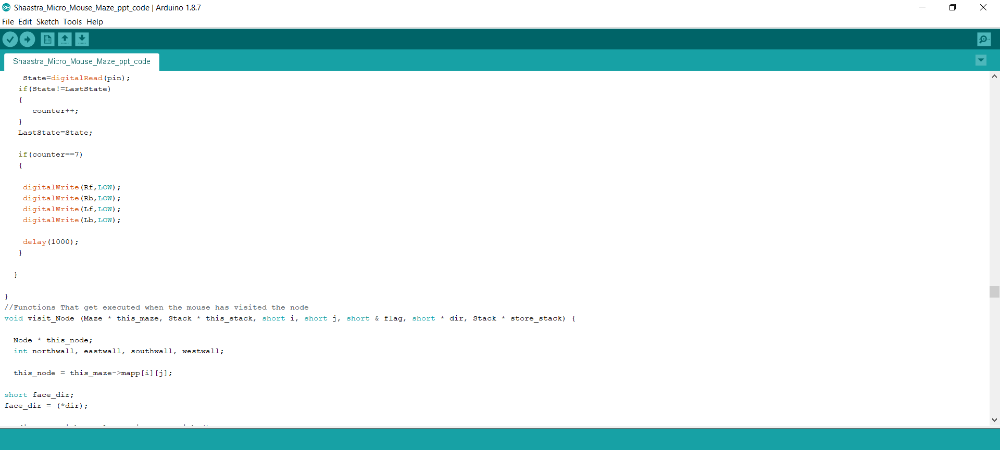 Shaastra_Micro_Mouse_Maze_ppt_code | Arduino 1.8.7
File Edit Sketch Tools Help
Shaastra_Micro_Mouse_Maze_ppt_code
State=digitalRead(pin);
if(State!=LastState)
{
counter++;
}
LastState=State;
if(counter==7)
{
digitalWrite(Rf,LOW);
digitalWrite(Rb,LOW);
digitalWrite(Lf,LOW);
digitalWrite(Lb,LOW);
delay(1000);
}
}
}
//Functions That get executed when the mouse has visited the node
void visit_Node (Maze * this_maze, Stack * this_stack, short i, short j, short & flag, short * dir, Stack * store_stack) {
Node * this_node;
int northwall, eastwall, southwall, westwall;
this_node = this_maze->mapp[i][j];
short face_dir;
face_dir = (*dir);